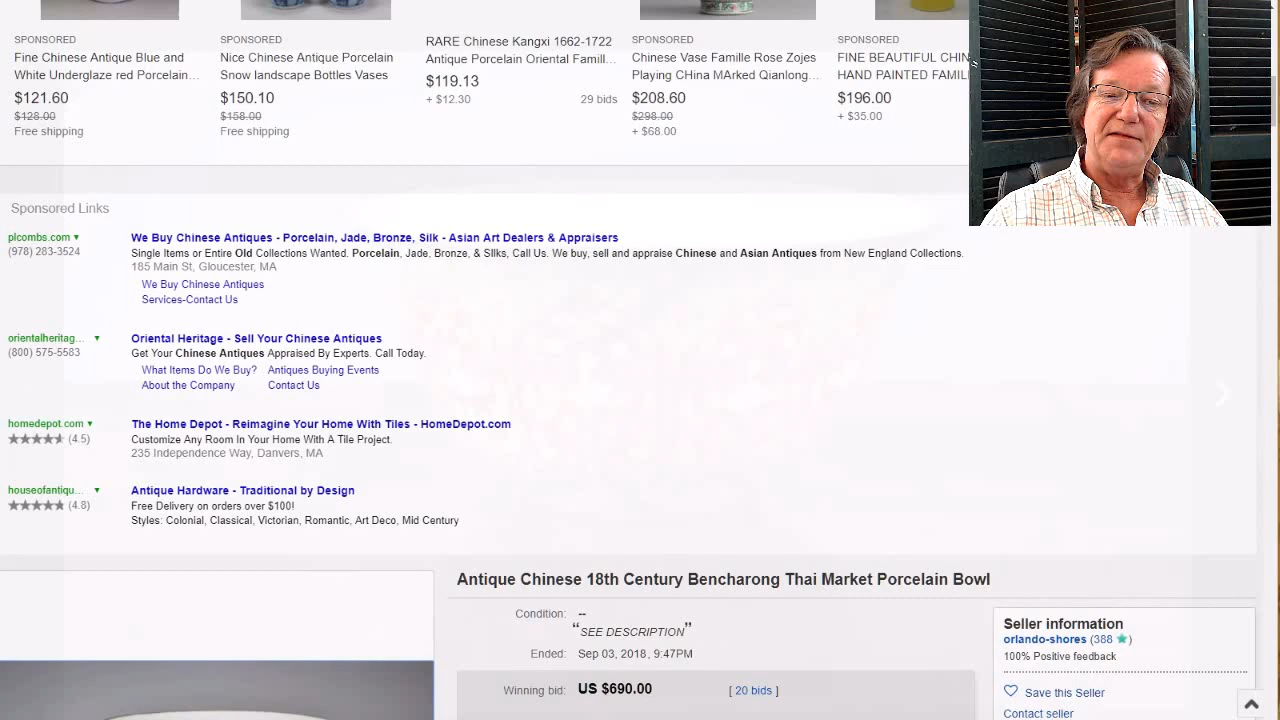 SPONSORED
Fine Chinese Antique Blue and
White Underglaze red Porcelain...
$121.60
$128.00
Free shipping
SPONSORED
Nice Chinese Antique Porcelain
Snow landscape Bottles Vases
$150.10
$158.00
Free shipping
RARE Chinese Kangxi 1662-1722
Antique Porcelain Oriental Famill...
$119.13
+ $12.30 29 bids
SPONSORED
Chinese Vase Famille Rose Zojes
Playing CHina MArked Qianlong...
$208.60
$298.00
+ $68.00
SPONSORED
FINE BEAUTIFUL CHIN
HAND PAINTED FAMIL
$196.00
+ $35.00
Sponsored Links
plcombs.com
(978) 283-3524
We Buy Chinese Antiques - Porcelain, Jade, Bronze, Silk - Asian Art Dealers & Appraisers
Single Items or Entire Old Collections Wanted. Porcelain, Jade. Bronze, & SIlks, Call Us. We buy, sell and appraise Chinese and Asian Antiques from New England Collections.
185 Main St, Gloucester, MA
We Buy Chinese Antiques
Services-Contact Us
orientalheritag...
(800) 575-5583
Oriental Heritage - Sell Your Chinese Antiques
Get Your Chinese Antiques Appraised By Experts. Call Today.
What Items Do We Buy? Antiques Buying Events
About the Company Contact Us
homedepot.com
(4.5)
The Home Depot - Reimagine Your Home With Tiles - HomeDepot.com
Customize Any Room In Your Home With A Tile Project.
235 Independence Way, Danvers, MA
houseofantiqu...
(4.8)
Antique Hardware - Traditional by Design
Free Delivery on orders over $100!
Styles: Colonial, Classical, Victorian, Romantic, Art Deco, Mid Century
Antique Chinese 18th Century Bencharong Thai Market Porcelain Bowl
Condition: --
“SEE DESCRIPTION”
Ended: Sep 03, 2018, 9:47PM
Winning bid: US $690.00 [ 20 bids ]
Seller information
orlando-shores (388)
100% Positive feedback
Save this Seller
Contact seller